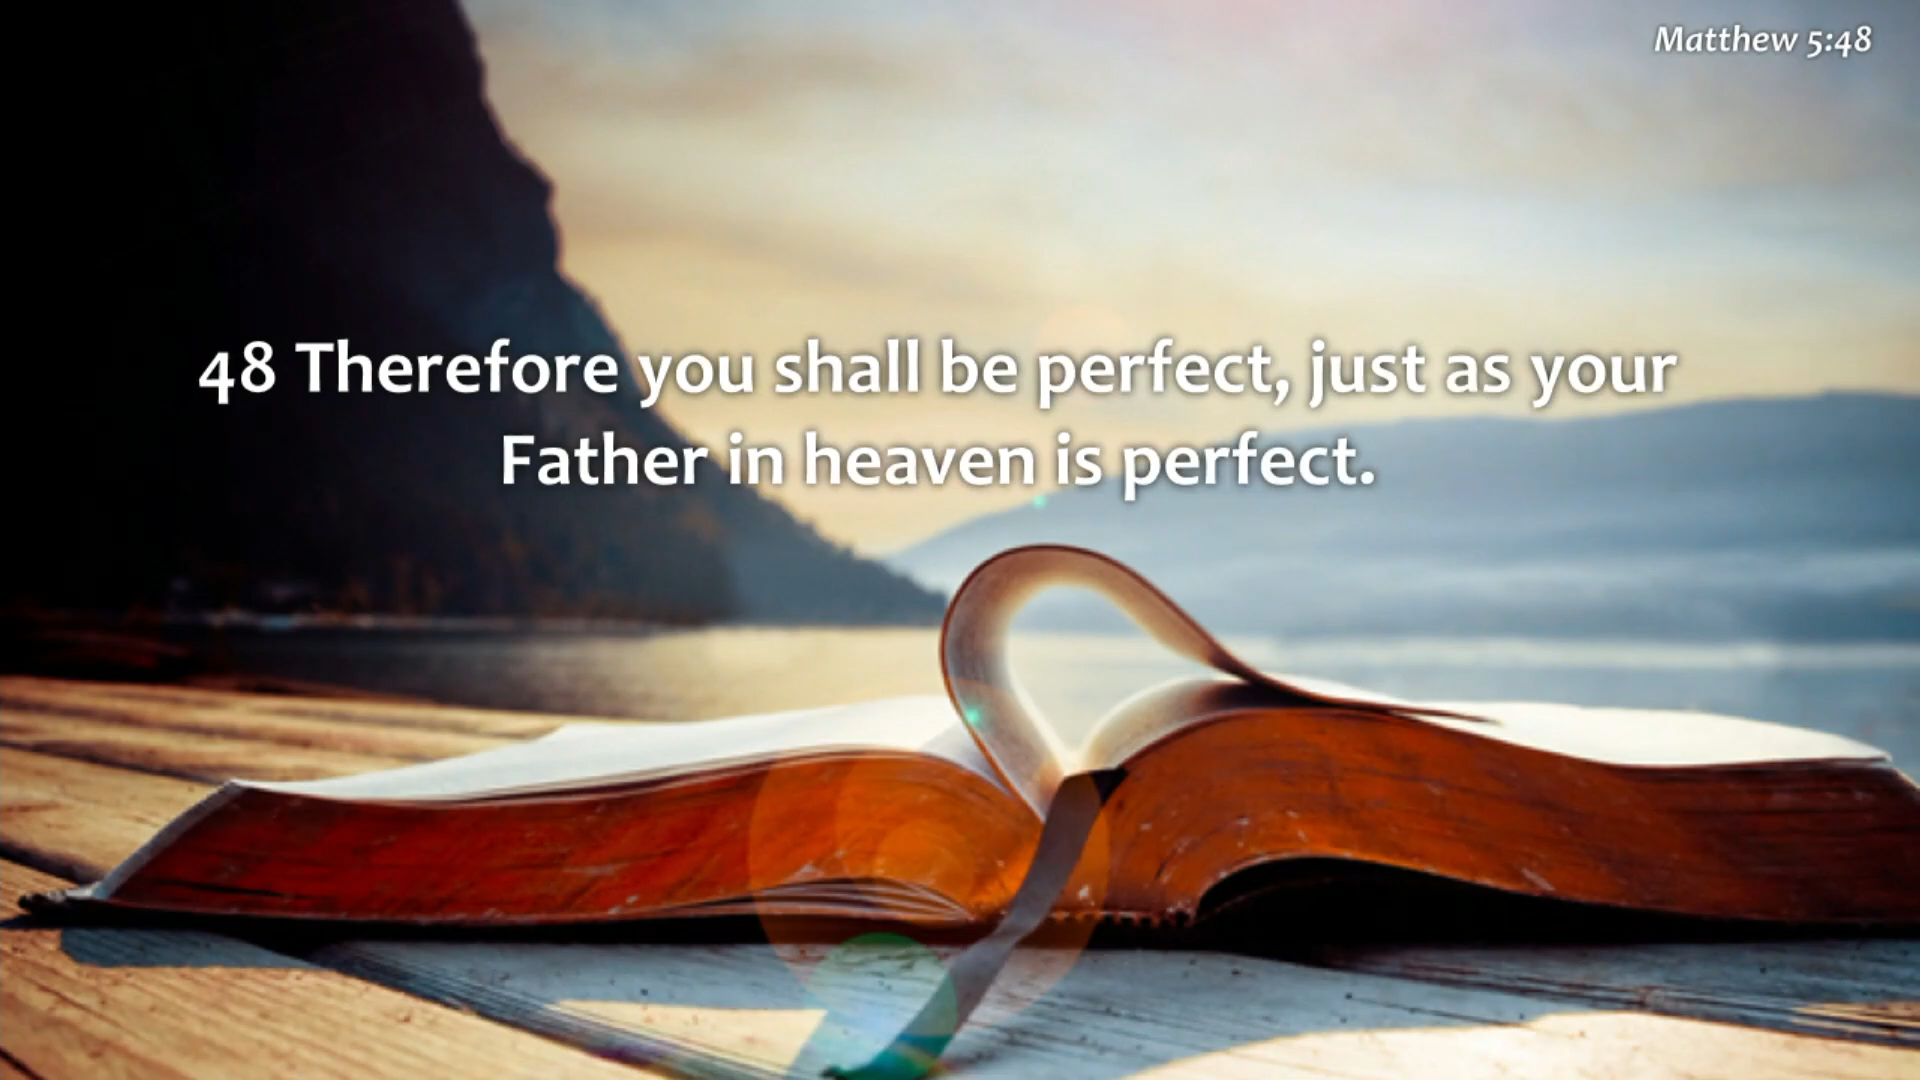 Matthew 5:48
48 Therefore you shall be perfect, just as your
Father in heaven is perfect.